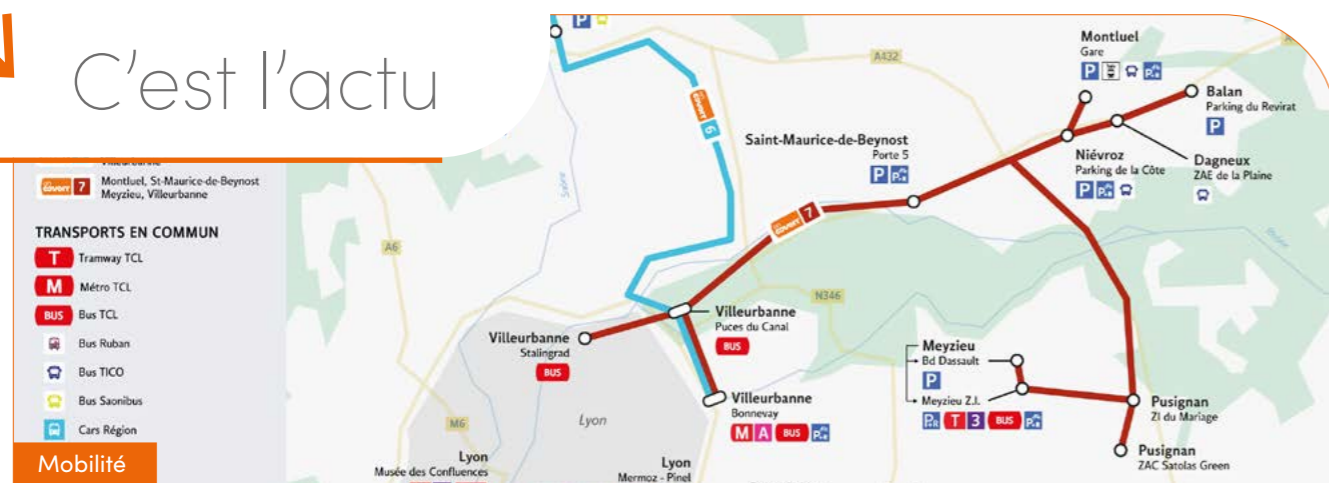 C'est l'actu
Villeurbanne
covoit 7 Montluel, St-Maurice-de-Beynost
Meyzieu, Villeurbanne
TRANSPORTS EN COMMUN
T Tramway TCL
M Métro TCL
BUS Bus TCL
Bus Ruban
Bus TICO
Bus Saonibus
Cars Région
Mobilité
P
A432
A6
M6
N346
Saône
Rhône
covoit 6
covoit 7
Montluel
Gare
P P
Balan
Parking du Revirat
P
Saint-Maurice-de-Beynost
Porte 5
P P
Niévroz
Parking de la Côte
P P
Dagneux
ZAE de la Plaine
Villeurbanne
Stalingrad
BUS
Villeurbanne
Puces du Canal
BUS
Villeurbanne
Bonnevay
M A BUS P
Meyzieu
Bd Dassault
P
Meyzieu Z.I.
P+R T 3 BUS P
Pusignan
ZI du Mariage
Pusignan
ZAC Satolas Green
Lyon
Lyon
Musée des Confluences
Lyon
Mermoz - Pinel